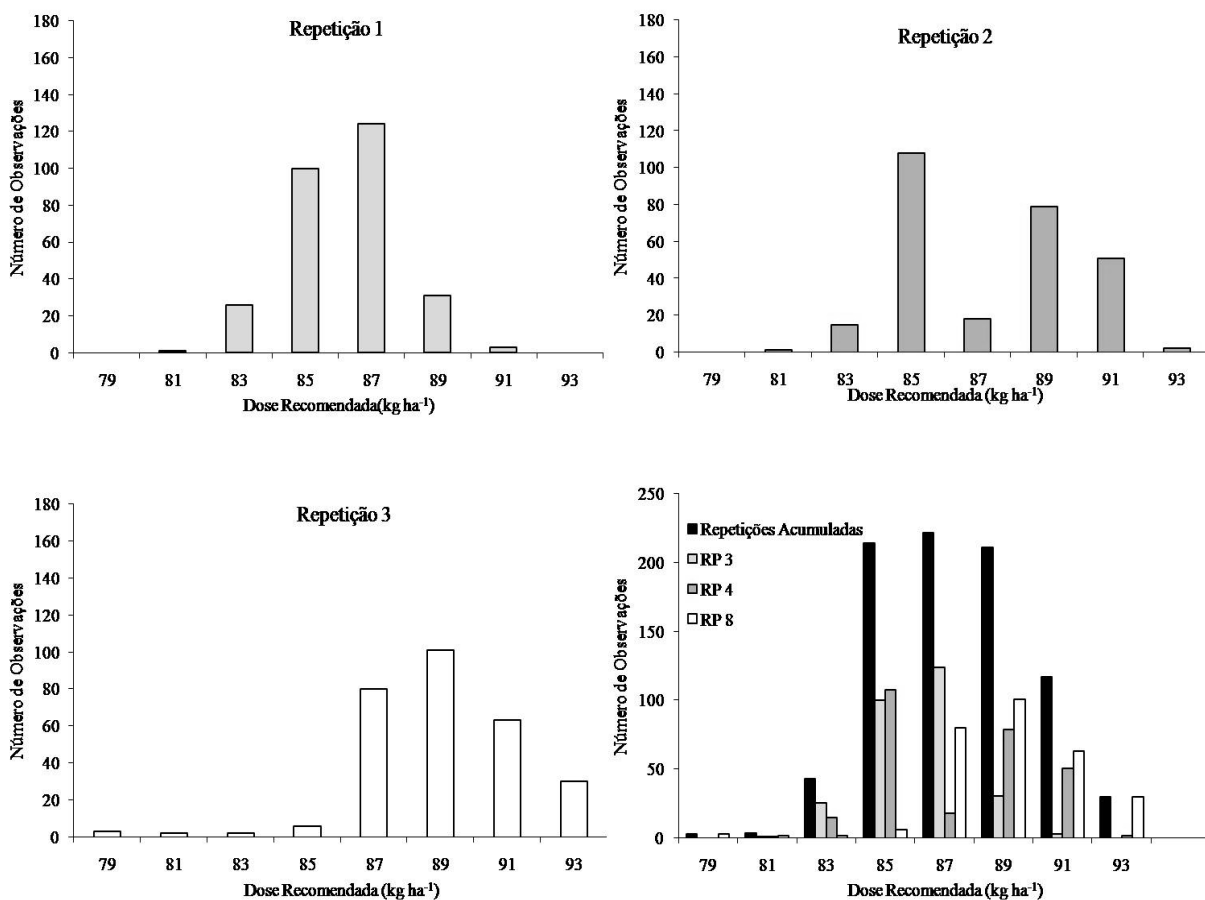 Repetição 1
Número de Observações
180
160
140
120
100
80
60
40
20
0
79 81 83 85 87 89 91 93
Dose Recomendada(kg ha⁻¹)
Repetição 2
Número de Observações
180
160
140
120
100
80
60
40
20
0
79 81 83 85 87 89 91 93
Dose Recomendada (kg ha⁻¹)
Repetição 3
Número de Observações
180
160
140
120
100
80
60
40
20
0
79 81 83 85 87 89 91 93
Dose Recomendada (kg ha⁻¹)
Número de Observações
250
200
150
100
50
0
Repetições Acumuladas
RP 3
RP 4
RP 8
79 81 83 85 87 89 91 93
Dose Recomendada (kg ha⁻¹)